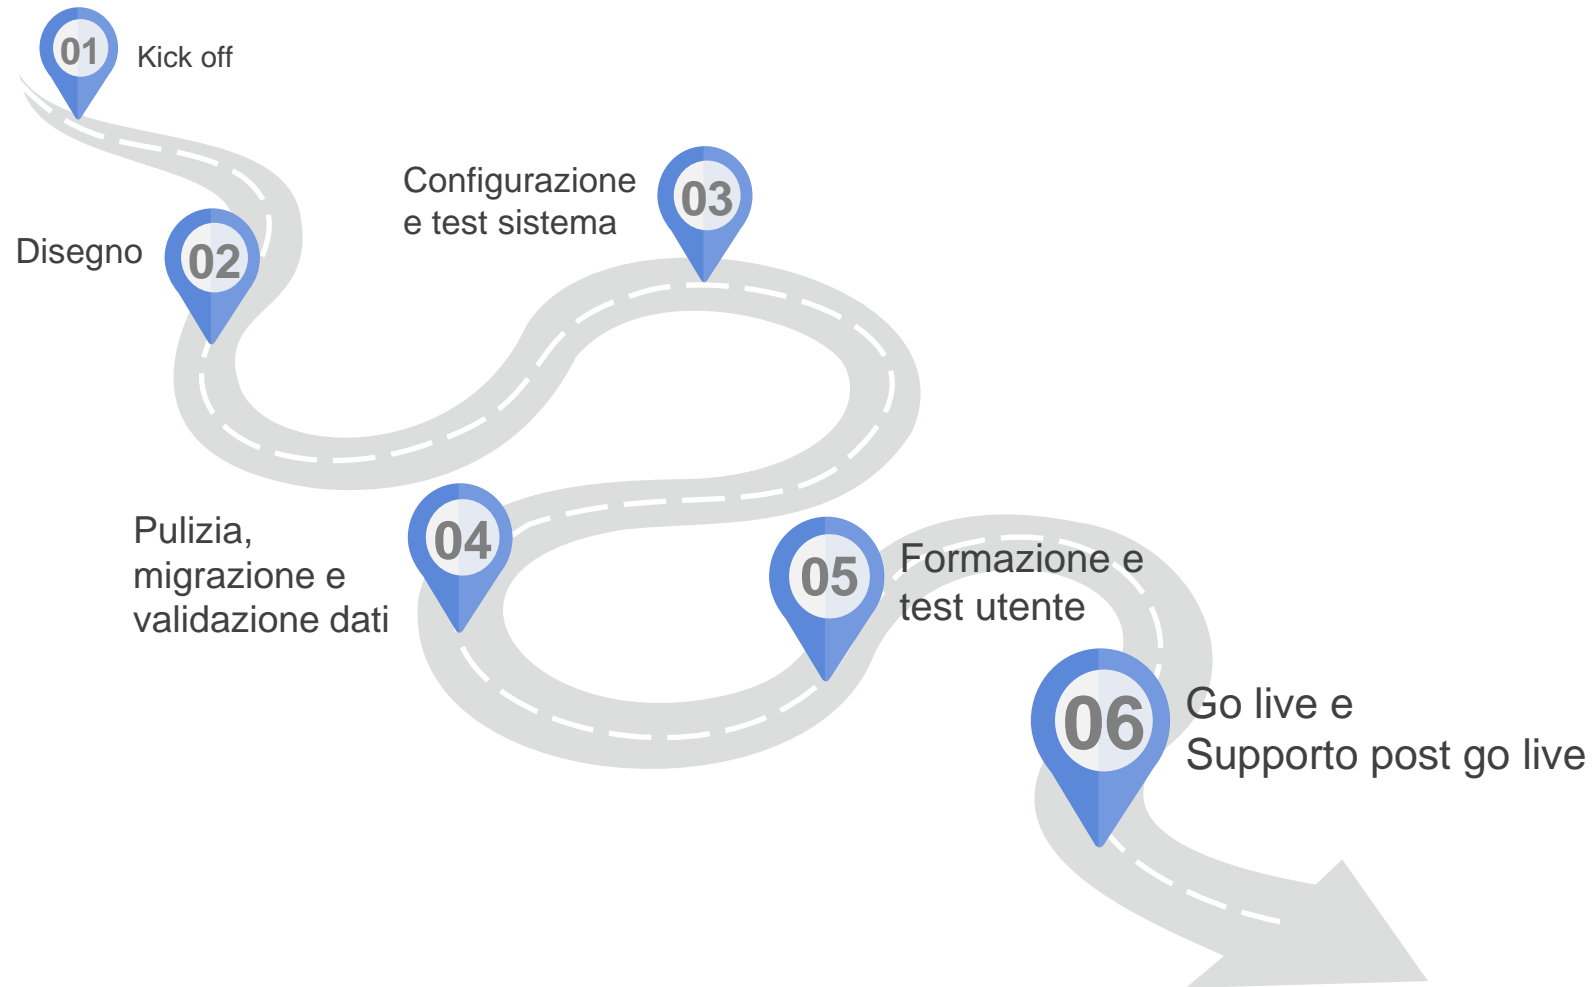 01
Kick off
02
Disegno
03
Configurazione
e test sistema
04
Pulizia,
migrazione e
validazione dati
05
Formazione e
test utente
06
Go live e
Supporto post go live